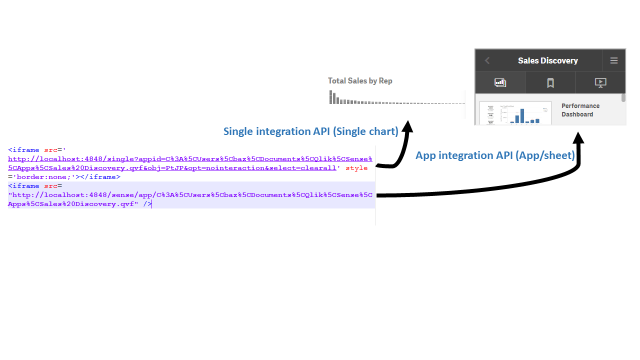 Sales Discovery
Total Sales by Rep
Performance
Dashboard
Single integration API (Single chart)
App integration API (App/sheet)
<iframe src='
http://localhost:4848/single?appid=C%3A%5CUsers%5Cbaz%5CDocuments%5CQlik%5CSense%
5CApps%5CSales%20Discovery.qvf&obj=PtJP&opt=nointeraction&select=clearall' style
='border:none;'></iframe>
<iframe src=
"http://localhost:4848/sense/app/C%3A%5CUsers%5Cbaz%5CDocuments%5CQlik%5CSense%5C
Apps%5CSales%20Discovery.qvf" />